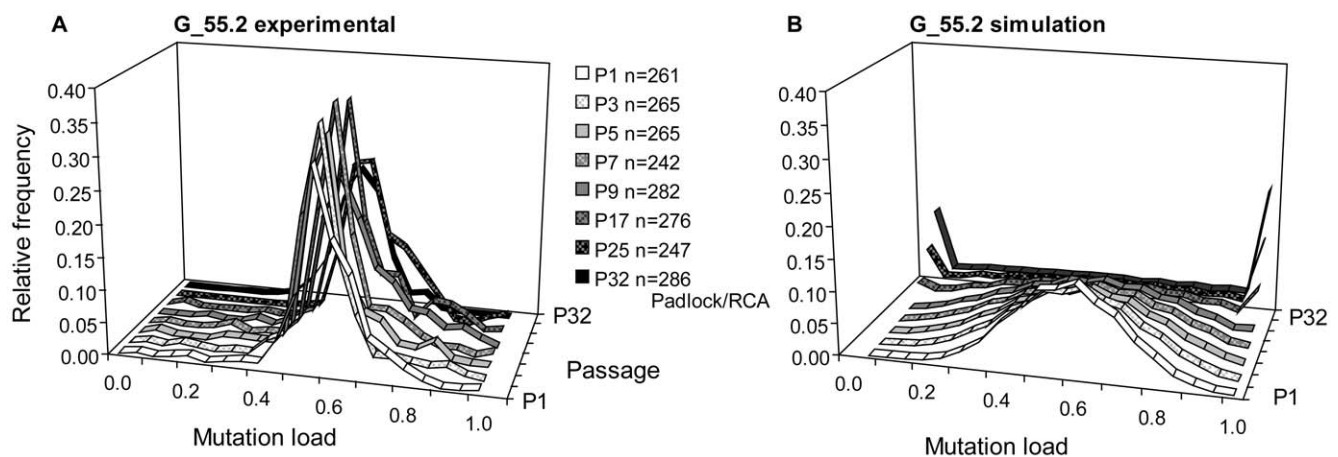 A G_55.2 experimental
0.40
0.35
0.30
0.25
0.20
0.15
0.10
0.05
0.00
Relative frequency
0.0
0.2
0.4
0.6
0.8
1.0
Mutation load
P32
Passage
P1
P1 n=261
P3 n=265
P5 n=265
P7 n=242
P9 n=282
P17 n=276
P25 n=247
P32 n=286
Padlock/RCA
B G_55.2 simulation
0.40
0.35
0.30
0.25
0.20
0.15
0.10
0.05
0.00
0.0
0.2
0.4
0.6
0.8
1.0
Mutation load
P32
P1